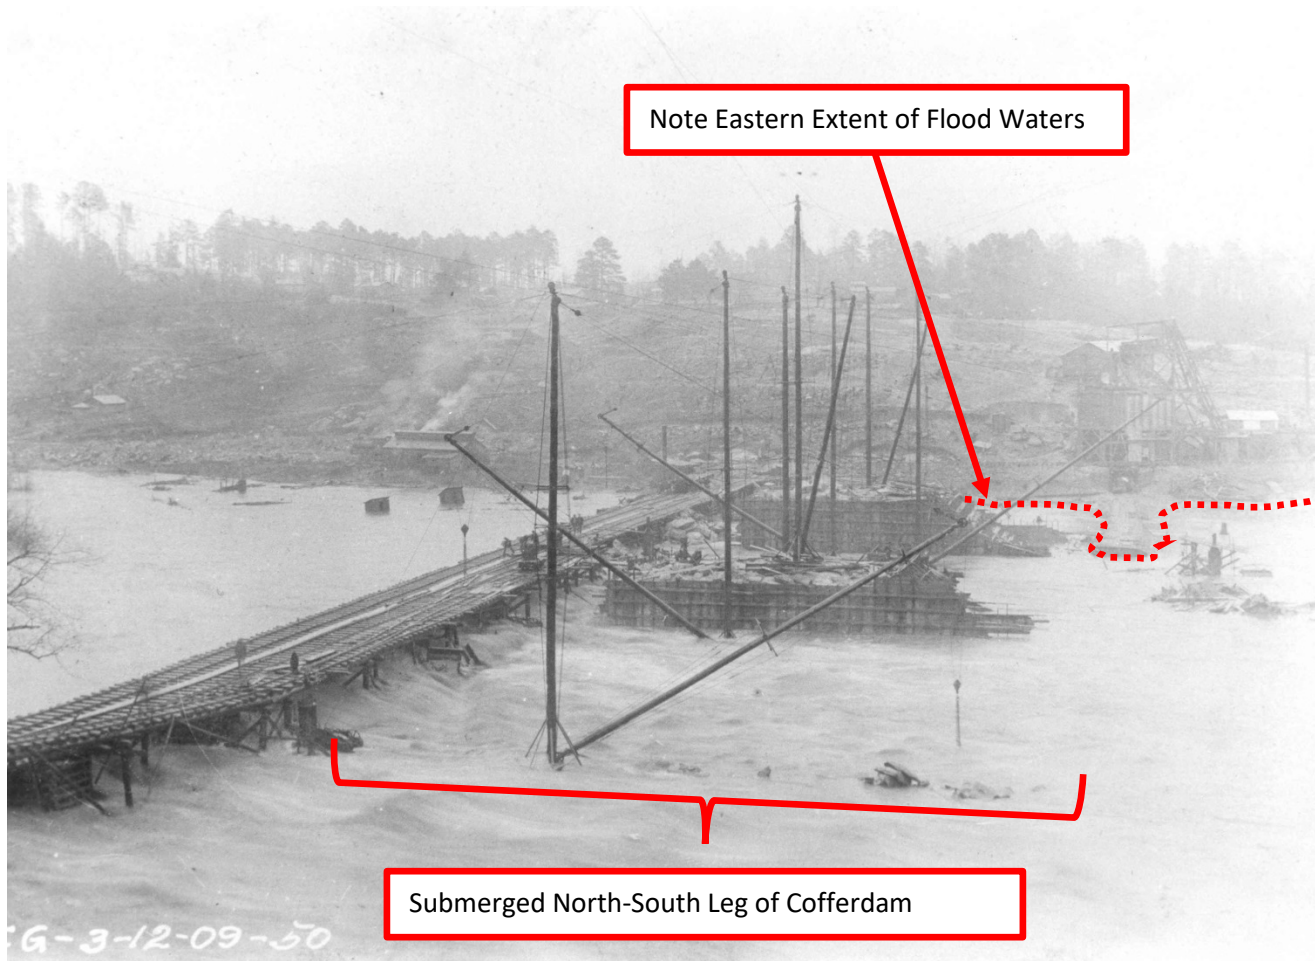 Note Eastern Extent of Flood Waters
Submerged North-South Leg of Cofferdam
G-3-12-09-50